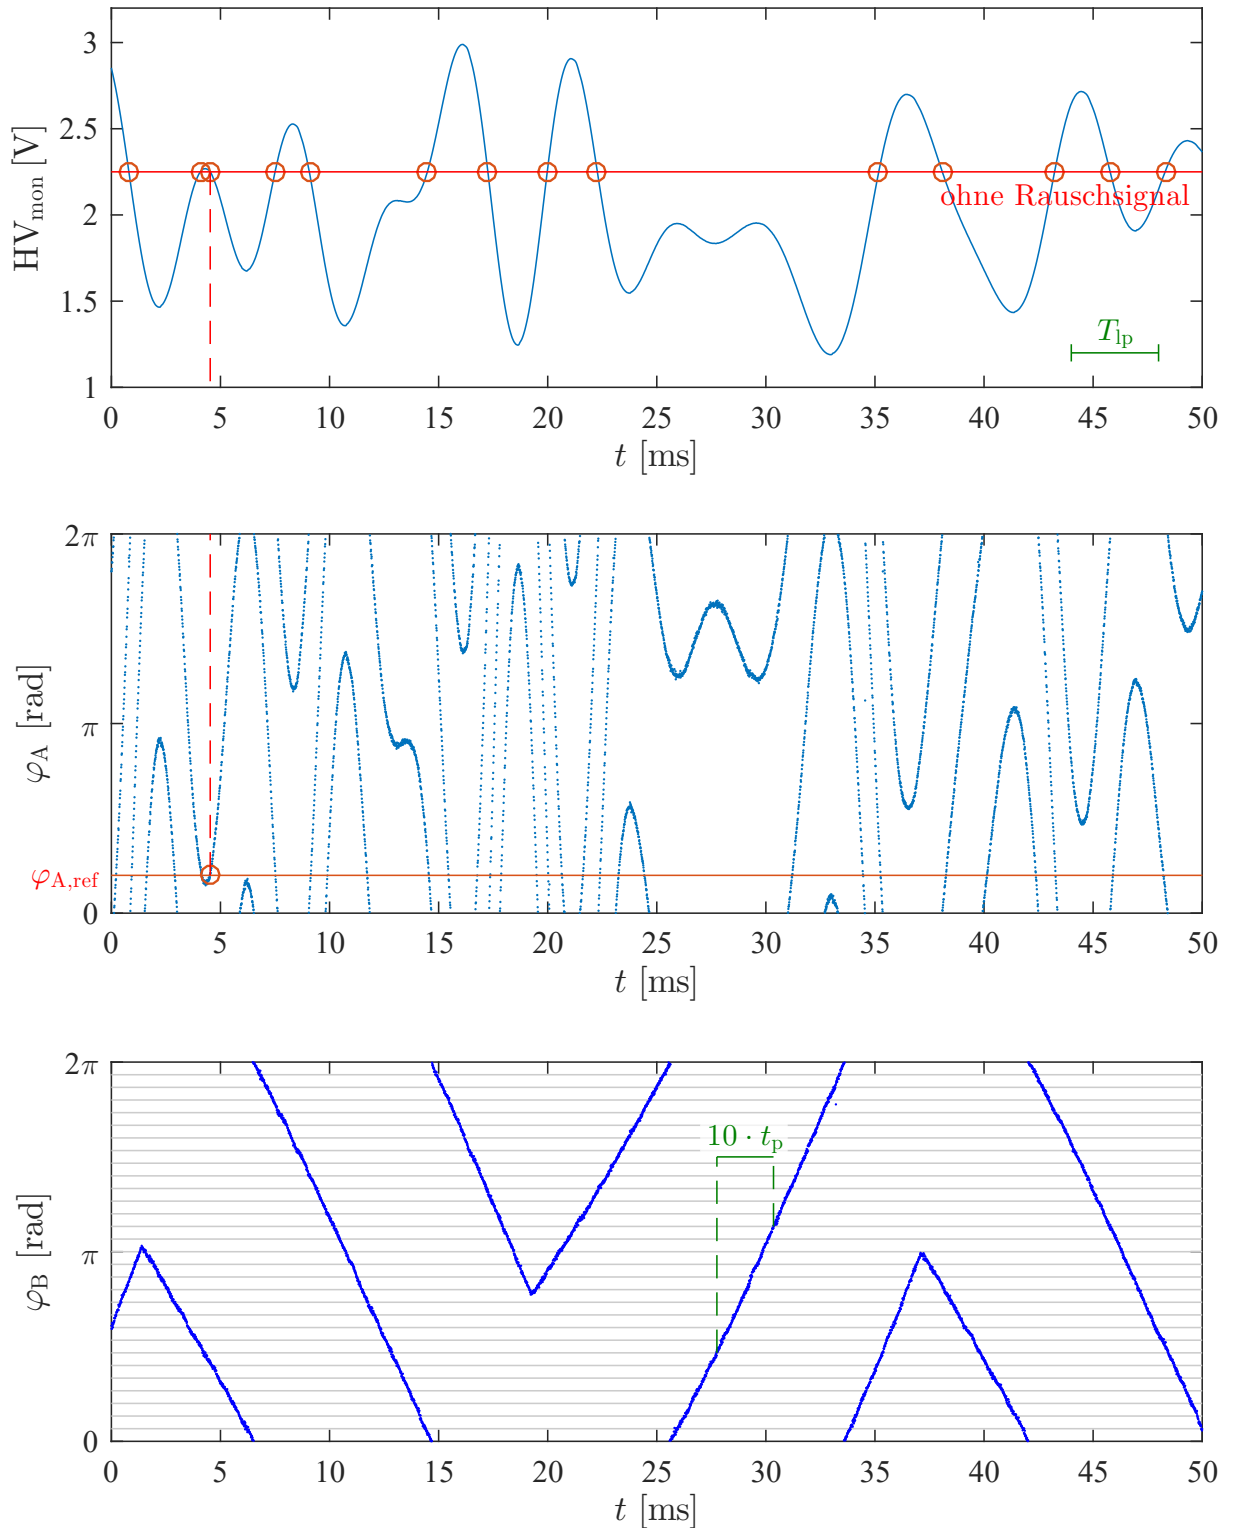 3
2.5
2
1.5
1
HV_mon [V]
ohne Rauschsignal
T_lp
0 5 10 15 20 25 30 35 40 45 50
t [ms]
2π
π
φ_A,ref
0
φ_A [rad]
0 5 10 15 20 25 30 35 40 45 50
t [ms]
2π
π
0
φ_B [rad]
10 · t_p
0 5 10 15 20 25 30 35 40 45 50
t [ms]